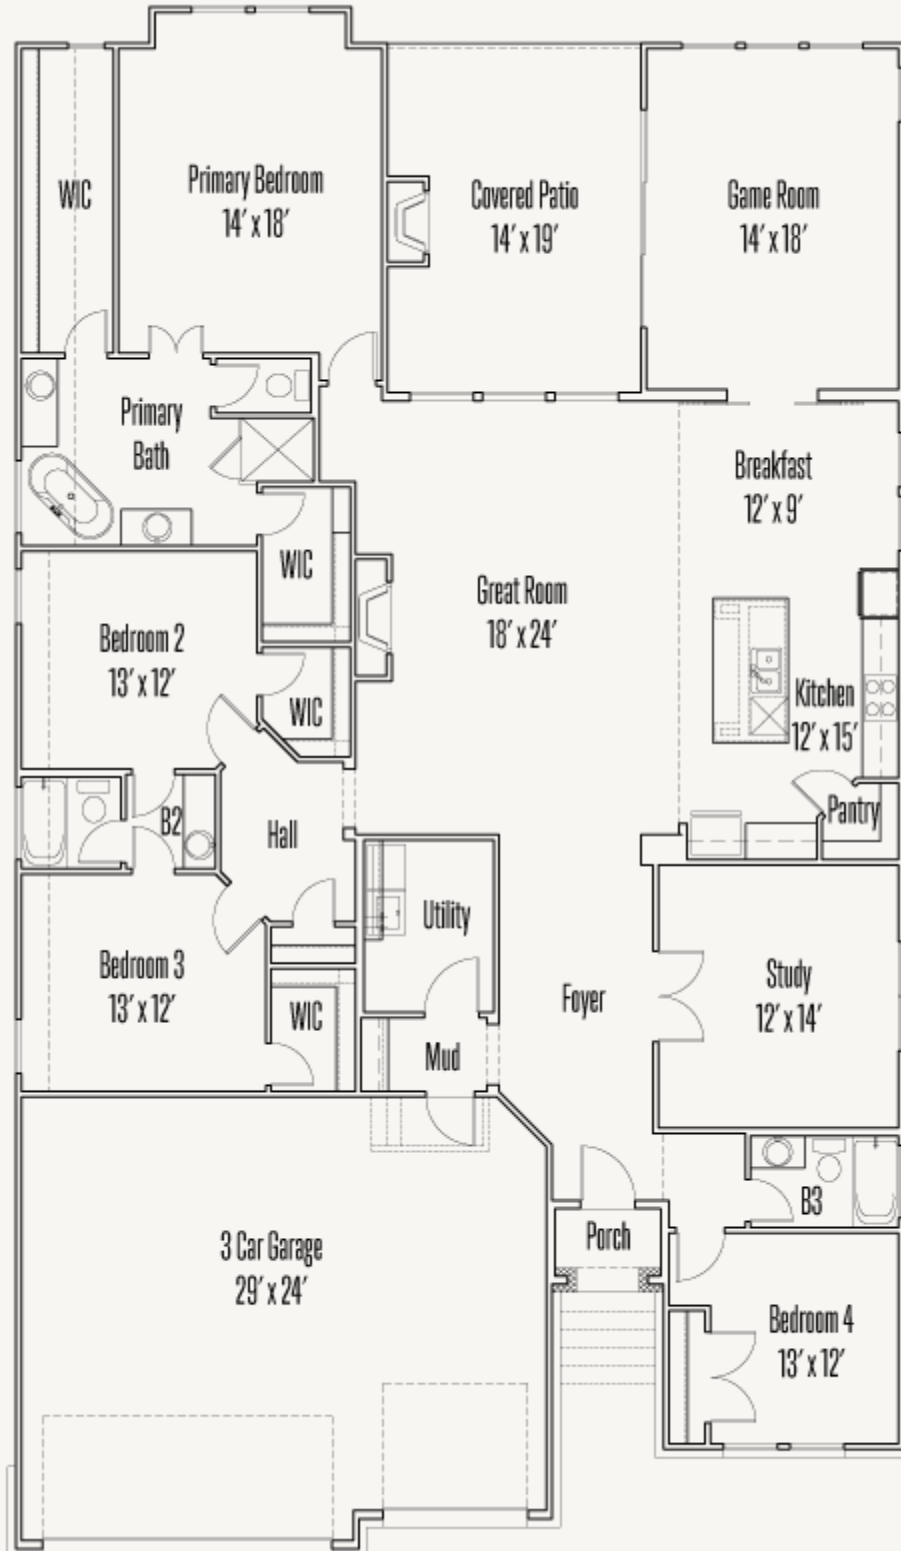 WIC
Primary Bedroom
14′ x 18′
Covered Patio
14′ x 19′
Game Room
14′ x 18′
Primary
Bath
Breakfast
12′ x 9′
WIC
Great Room
18′ x 24′
Bedroom 2
13′ x 12′
WIC
Kitchen
12′ x 15′
B2
Hall
Pantry
Utility
Bedroom 3
13′ x 12′
WIC
Foyer
Study
12′ x 14′
Mud
B3
3 Car Garage
29′ x 24′
Porch
Bedroom 4
13′ x 12′